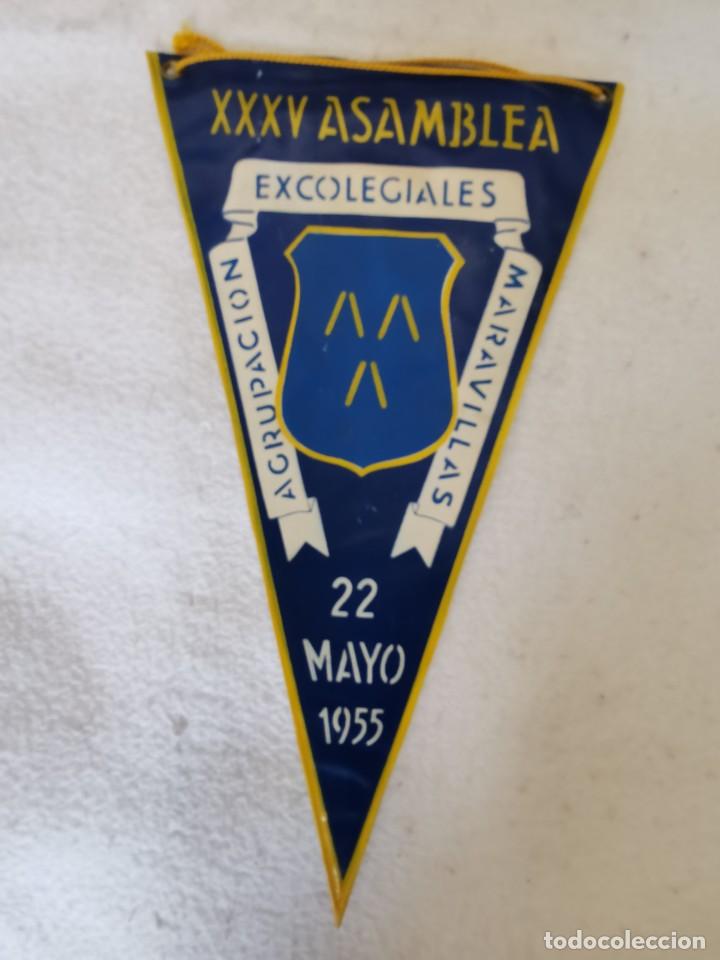 XXXV ASAMBLEA
AGRUPACION
EXCOLEGIALES
MARAVILLAS
22
MAYO
1955
todocoleccion